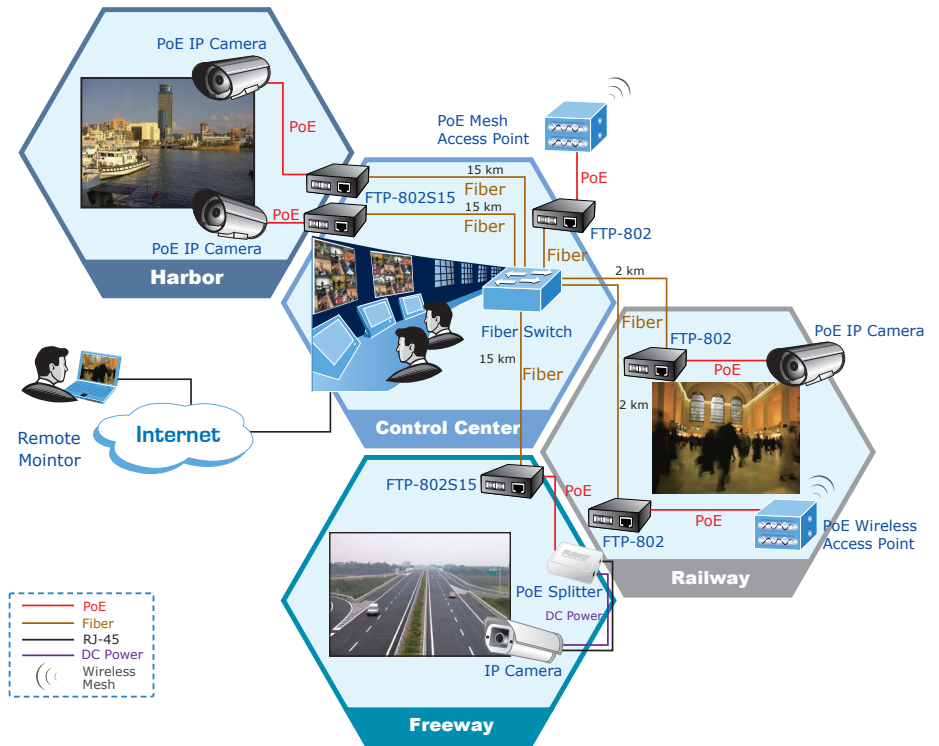 PoE IP Camera
PoE
PoE Mesh
Access Point
PoE
15 km
Fiber
FTP-802S15
15 km
Fiber
PoE
PoE IP Camera
Harbor
FTP-802
Fiber
2 km
Fiber Switch
Fiber
FTP-802
PoE IP Camera
PoE
15 km
Fiber
2 km
Remote
Mointor
Internet
Control Center
FTP-802S15
PoE
PoE
FTP-802
PoE Wireless
Access Point
Railway
PLANET
PoE Splitter
DC Power
IP Camera
Freeway
PoE
Fiber
RJ-45
DC Power
Wireless
Mesh